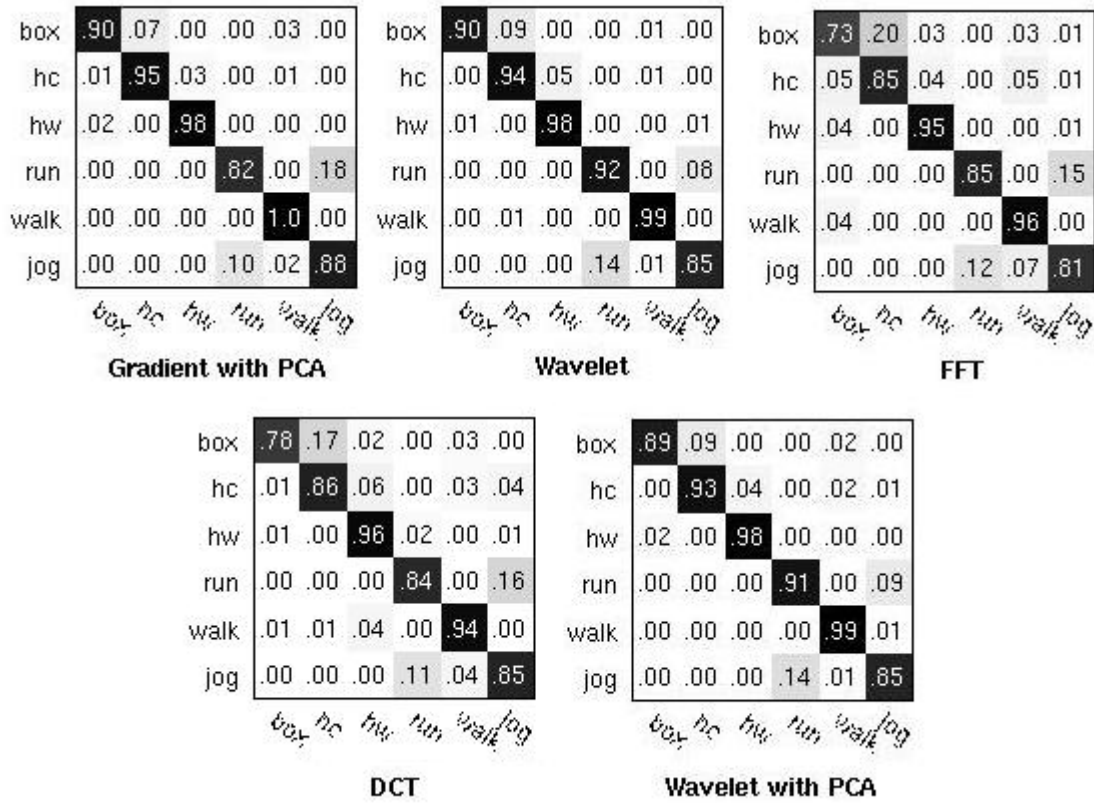 box .90 .07 .00 .00 .03 .00
hc .01 .95 .03 .00 .01 .00
hw .02 .00 .98 .00 .00 .00
run .00 .00 .00 .82 .00 .18
walk .00 .00 .00 .00 1.0 .00
jog .00 .00 .00 .10 .02 .88
box hc hw run walk jog
Gradient with PCA
box .90 .09 .00 .00 .01 .00
hc .00 .94 .05 .00 .01 .00
hw .01 .00 .98 .00 .00 .01
run .00 .00 .00 .92 .00 .08
walk .00 .01 .00 .00 .99 .00
jog .00 .00 .00 .14 .01 .85
box hc hw run walk jog
Wavelet
box .73 .20 .03 .00 .03 .01
hc .05 .85 .04 .00 .05 .01
hw .04 .00 .95 .00 .00 .01
run .00 .00 .00 .85 .00 .15
walk .04 .00 .00 .00 .96 .00
jog .00 .00 .00 .12 .07 .81
box hc hw run walk jog
FFT
box .78 .17 .02 .00 .03 .00
hc .01 .86 .06 .00 .03 .04
hw .01 .00 .96 .02 .00 .01
run .00 .00 .00 .84 .00 .16
walk .01 .01 .04 .00 .94 .00
jog .00 .00 .00 .11 .04 .85
box hc hw run walk jog
DCT
box .89 .09 .00 .00 .02 .00
hc .00 .93 .04 .00 .02 .01
hw .02 .00 .98 .00 .00 .00
run .00 .00 .00 .91 .00 .09
walk .00 .00 .00 .00 .99 .01
jog .00 .00 .00 .14 .01 .85
box hc hw run walk jog
Wavelet with PCA